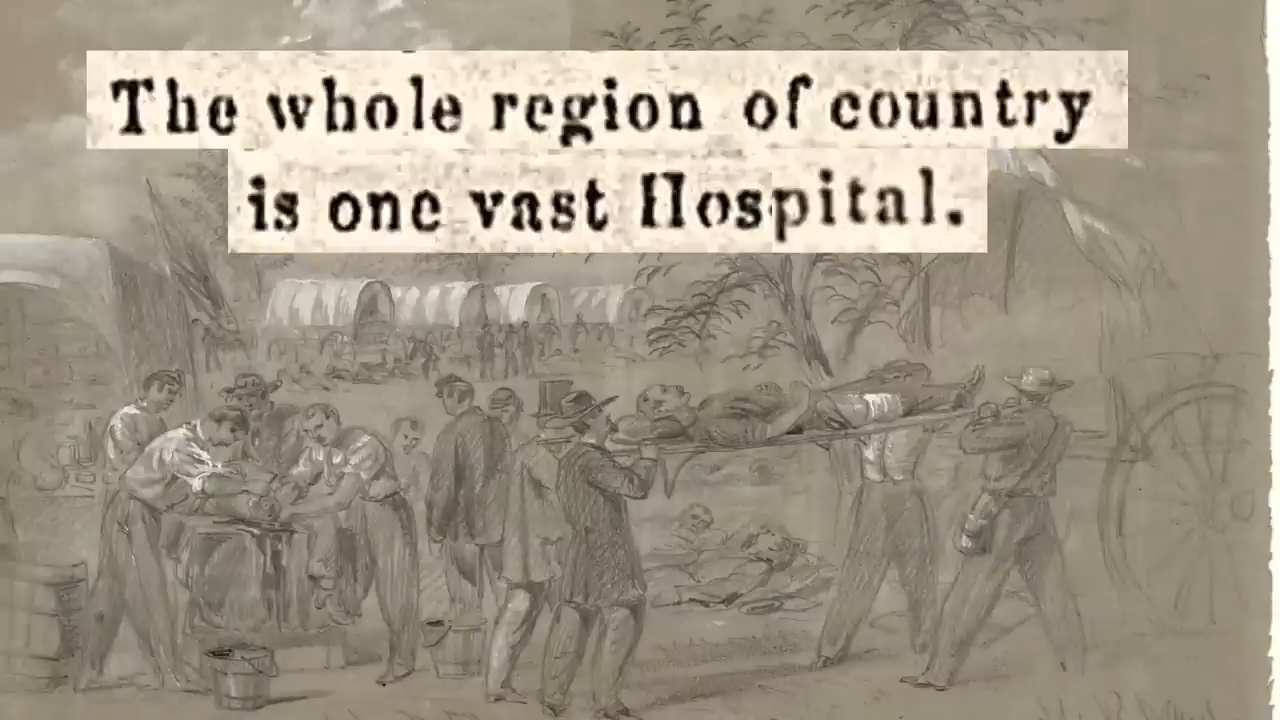 The whole region of country
is one vast Hospital.